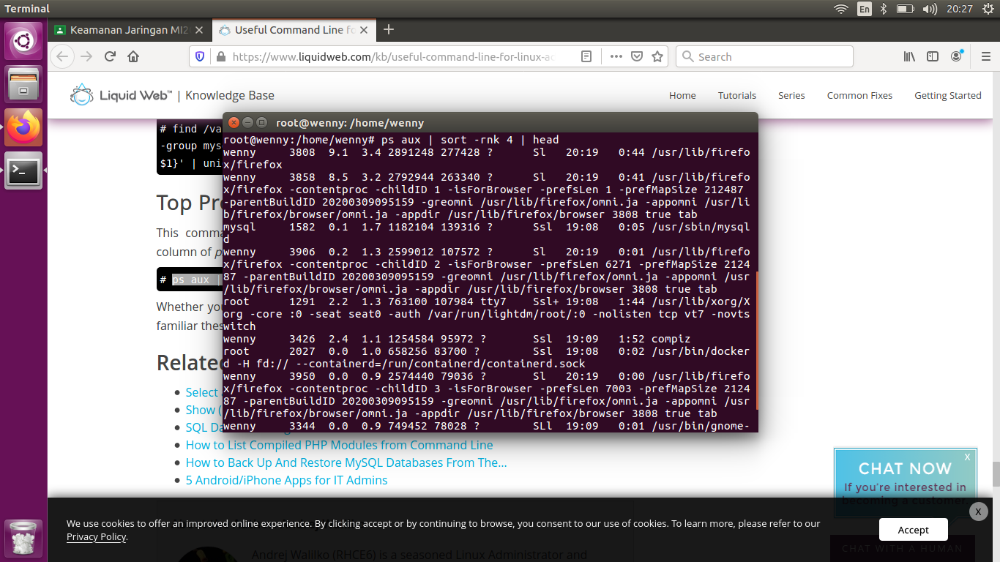 Terminal
En
20:27
Keamanan Jaringan MI2
Useful Command Line fo
https://www.liquidweb.com/kb/useful-command-line-for-linux-ac
Search
Liquid Web™ | Knowledge Base
Home
Tutorials
Series
Common Fixes
Getting Started
# find /va
-group mys
$1}' | uni
Top Pr
This comma
column of p
# ps aux |
Whether you
familiar thes
root@wenny: /home/wenny
root@wenny:/home/wenny# ps aux | sort -rnk 4 | head
wenny     3808  9.1  3.4 2891248 277428 ?      Sl   20:19   0:44 /usr/lib/firefo
x/firefox
wenny     3858  8.5  3.2 2792944 263340 ?      Sl   20:19   0:41 /usr/lib/firefo
x/firefox -contentproc -childID 1 -isForBrowser -prefsLen 1 -prefMapSize 212487
-parentBuildID 20200309095159 -greomni /usr/lib/firefox/omni.ja -appomni /usr/li
b/firefox/browser/omni.ja -appdir /usr/lib/firefox/browser 3808 true tab
mysql     1582  0.1  1.7 1182104 139316 ?      Ssl  19:08   0:05 /usr/sbin/mysql
d
wenny     3906  0.2  1.3 2599012 107572 ?      Sl   20:19   0:01 /usr/lib/firefo
x/firefox -contentproc -childID 2 -isForBrowser -prefsLen 6271 -prefMapSize 2124
87 -parentBuildID 20200309095159 -greomni /usr/lib/firefox/omni.ja -appomni /usr
/lib/firefox/browser/omni.ja -appdir /usr/lib/firefox/browser 3808 true tab
root      1291  2.2  1.3 763100 107984 tty7    Ssl+ 19:08   1:44 /usr/lib/xorg/X
org -core :0 -seat seat0 -auth /var/run/lightdm/root/:0 -nolisten tcp vt7 -novts
witch
wenny     3426  2.4  1.1 1254584 95972 ?       Ssl  19:09   1:52 compiz
root      2027  0.0  1.0 658256 83700 ?        Ssl  19:08   0:02 /usr/bin/docker
d -H fd:// --containerd=/run/containerd/containerd.sock
wenny     3950  0.0  0.9 2574440 79036 ?       Sl   20:19   0:00 /usr/lib/firefo
x/firefox -contentproc -childID 3 -isForBrowser -prefsLen 7003 -prefMapSize 2124
87 -parentBuildID 20200309095159 -greomni /usr/lib/firefox/omni.ja -appomni /usr
/lib/firefox/browser/omni.ja -appdir /usr/lib/firefox/browser 3808 true tab
wenny     3344  0.0  0.9 749452 78028 ?        SLl  19:09   0:01 /usr/bin/gnome-
Related
Select
Show (
SQL Da
How to List Compiled PHP Modules from Command Line
How to Back Up And Restore MySQL Databases From The...
5 Android/iPhone Apps for IT Admins
X
CHAT NOW
If you're interested in
becoming a customer.
We use cookies to offer an improved online experience. By clicking accept or by continuing to browse, you consent to our use of cookies. To learn more, please refer to our
Privacy Policy.
Accept
X
CHAT WITH A HUMAN
Andrej Walilko (RHCE6) is a seasoned Linux Administrator and